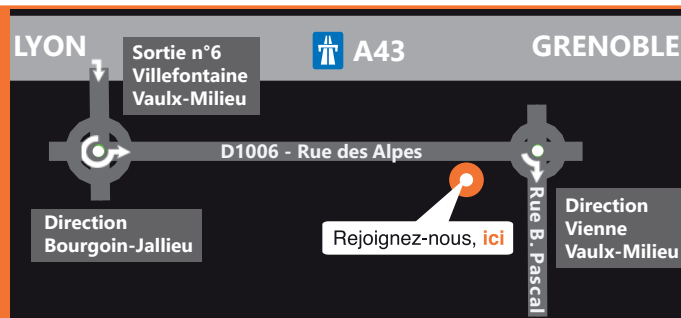 LYON
Sortie n°6
Villefontaine
Vaulx-Milieu
A43
GRENOBLE
D1006 - Rue des Alpes
Direction
Bourgoin-Jallieu
Rejoignez-nous, ici
Rue B. Pascal
Direction
Vienne
Vaulx-Milieu